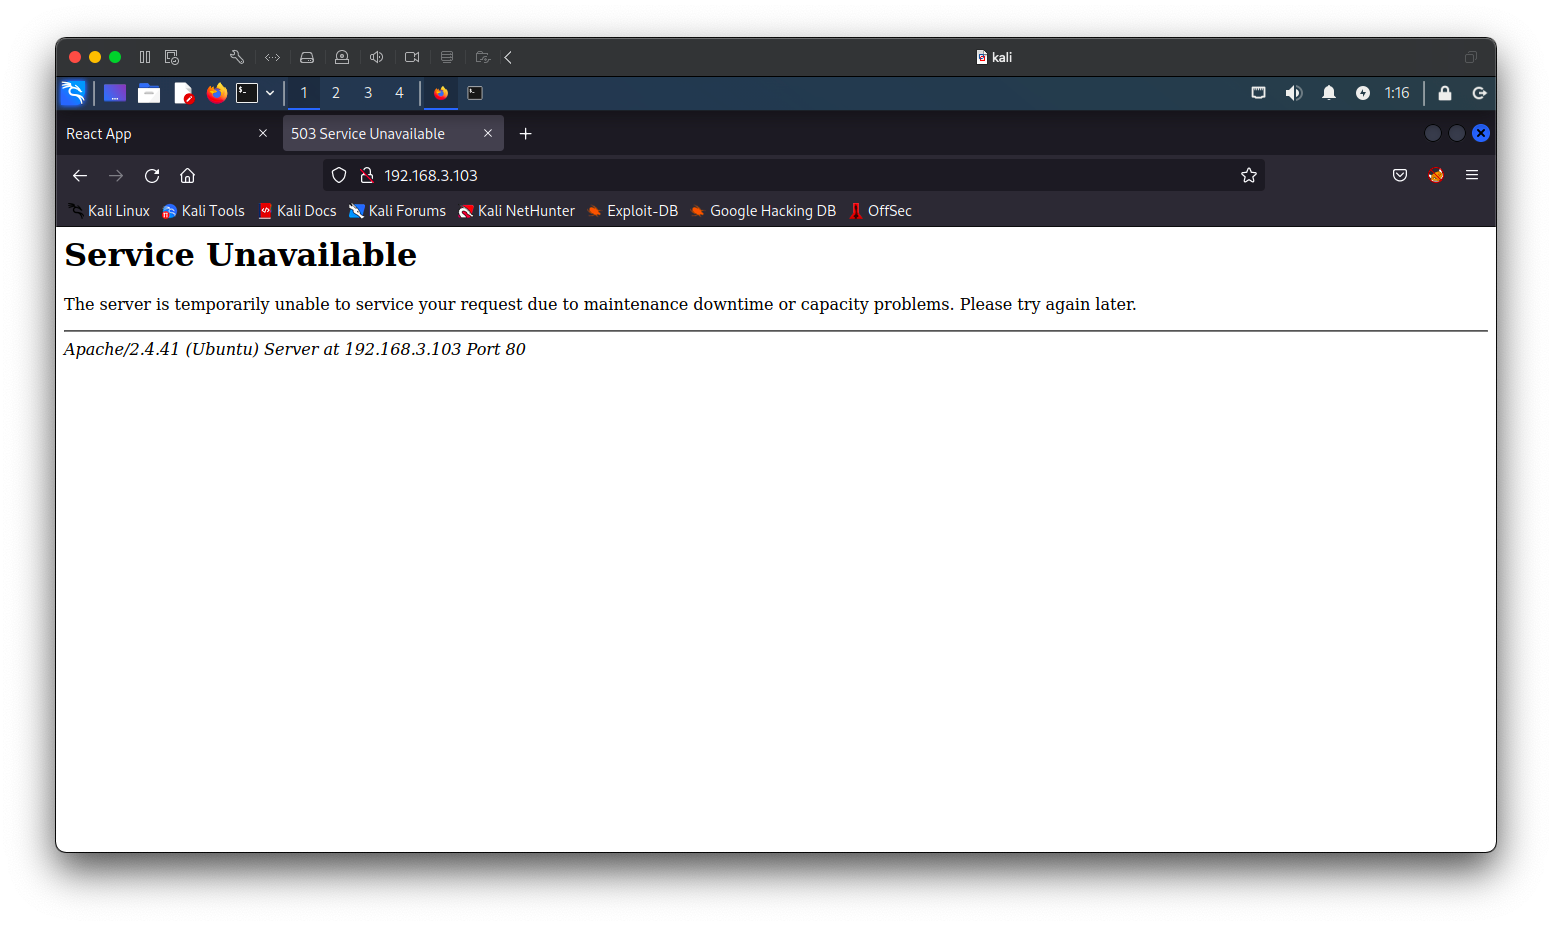 kali
1 2 3 4 1:16
React App 503 Service Unavailable
192.168.3.103
Kali Linux Kali Tools Kali Docs Kali Forums Kali NetHunter Exploit-DB Google Hacking DB OffSec
Service Unavailable
The server is temporarily unable to service your request due to maintenance downtime or capacity problems. Please try again later.
Apache/2.4.41 (Ubuntu) Server at 192.168.3.103 Port 80